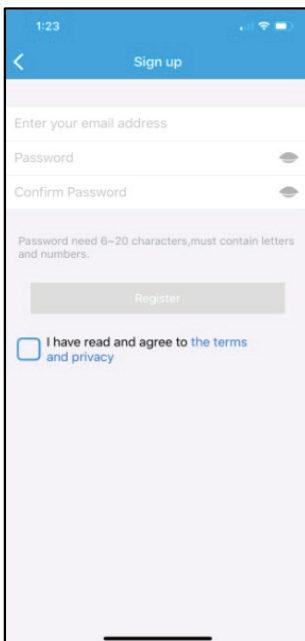 1:23
Sign up
Enter your email address
Password
Confirm Password
Password need 6~20 characters,must contain letters
and numbers.
Register
I have read and agree to the terms
and privacy